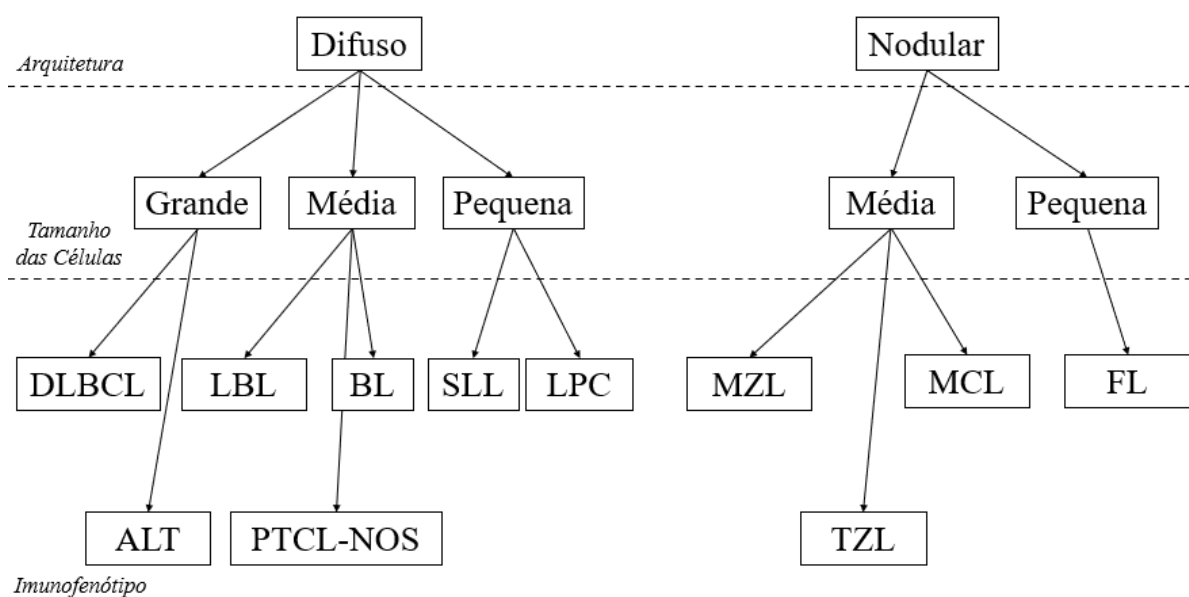 Difuso
Nodular
Arquitetura
Grande
Média
Pequena
Média
Pequena
Tamanho
das Células
DLBCL
LBL
BL
SLL
LPC
MZL
MCL
FL
ALT
PTCL-NOS
TZL
Imunofenótipo